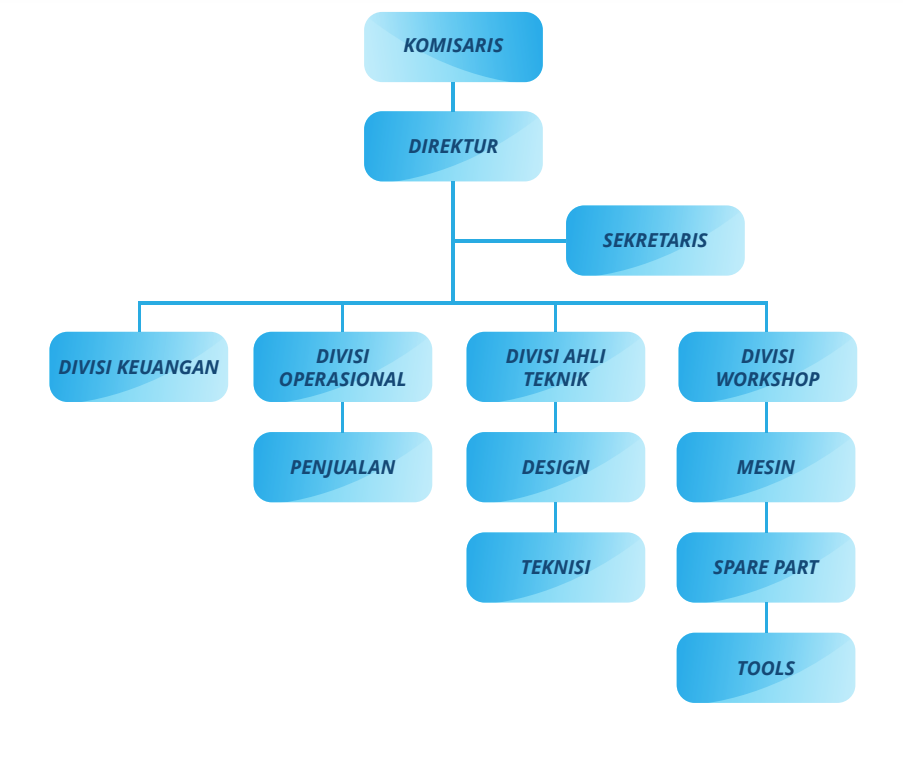 KOMISARIS
DIREKTUR
SEKRETARIS
DIVISI KEUANGAN
DIVISI
OPERASIONAL
DIVISI AHLI
TEKNIK
DIVISI
WORKSHOP
PENJUALAN
DESIGN
MESIN
TEKNISI
SPARE PART
TOOLS